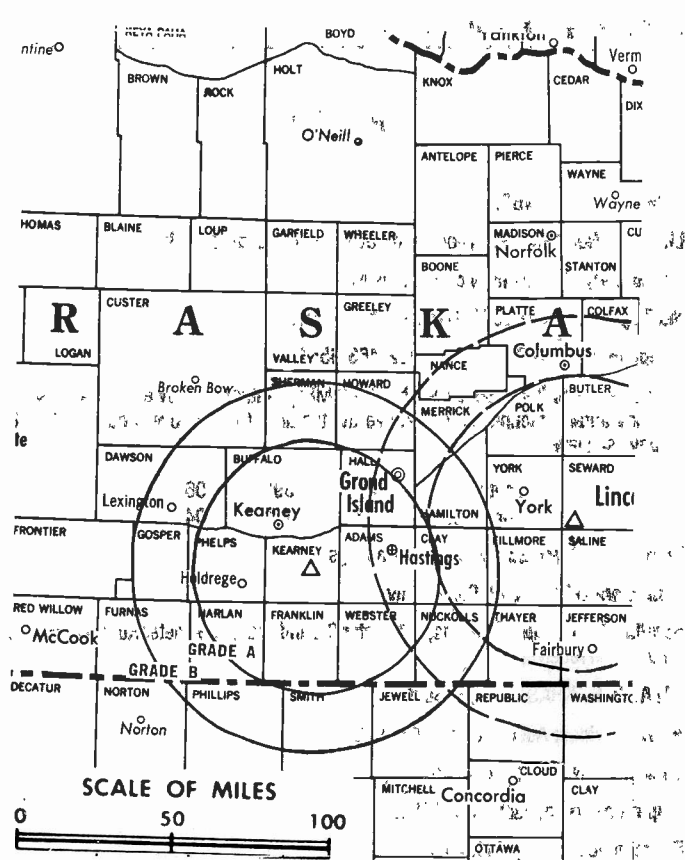 KEYA PAHA
BOYD
Yankton
ntine
Verm
BROWN
ROCK
HOLT
KNOX
CEDAR
DIX
O'Neill
ANTELOPE
PIERCE
WAYNE
Wayne
HOMAS
BLAINE
LOUP
GARFIELD
WHEELER
MADISON
CU
Norfolk
BOONE
STANTON
CUSTER
GREELEY
PLATTE
COLFAX
R A S K A
LOGAN
VALLEY
NANCE
Columbus
Broken Bow
SHERMAN
HOWARD
BUTLER
MERRICK
POLK
te
DAWSON
BUFFALO
HALL
YORK
SEWARD
Grand
Island
Lexington
Kearney
York
Linc
HAMILTON
FRONTIER
GOSPER
PHELPS
KEARNEY
ADAMS
CLAY
FILLMORE
SALINE
Hastings
Holdrege
RED WILLOW
FURNAS
HARLAN
FRANKLIN
WEBSTER
NUCKOLLS
THAYER
JEFFERSON
McCook
GRADE A
Fairbury
GRADE B
DECATUR
NORTON
PHILLIPS
SMITH
JEWELL
REPUBLIC
WASHINGTO
Norton
SCALE OF MILES
CLOUD
MITCHELL
Concordia
CLAY
0 50 100
OTTAWA